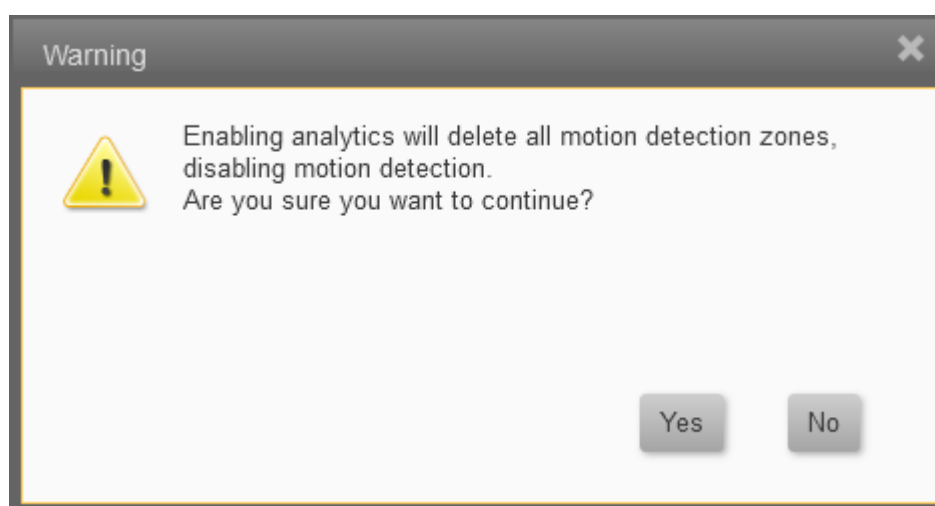 Warning
Enabling analytics will delete all motion detection zones,
disabling motion detection.
Are you sure you want to continue?
Yes
No